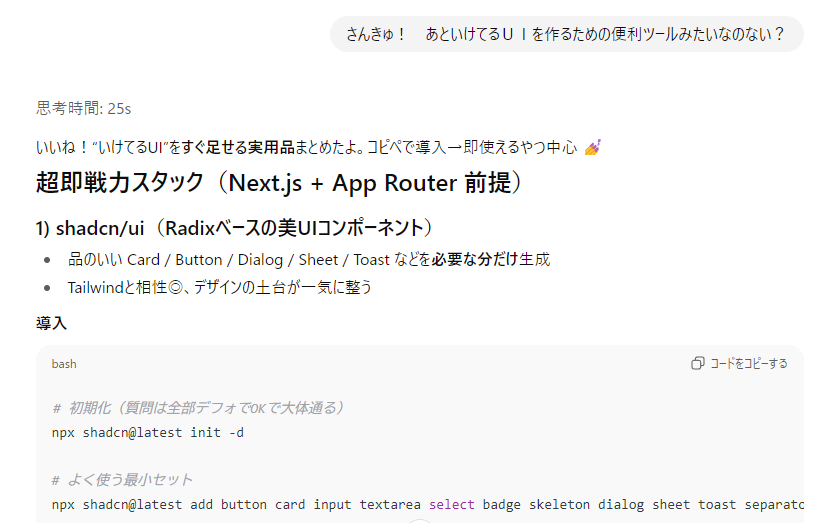 さんきゅ！　あといけてるＵＩを作るための便利ツールみたいなのない？
思考時間: 25s
いいね！“いけてるUI”をすぐ足せる実用品まとめたよ。コピペで導入→即使えるやつ中心 💅
超即戦力スタック（Next.js + App Router 前提）
1) shadcn/ui（Radixベースの美UIコンポーネント）
• 品のいい Card / Button / Dialog / Sheet / Toast などを必要な分だけ生成
• Tailwindと相性◎、デザインの土台が一気に整う
導入
bash コードをコピーする
# 初期化（質問は全部デフォでOKで大体通る）
npx shadcn@latest init -d
# よく使う最小セット
npx shadcn@latest add button card input textarea select badge skeleton dialog sheet toast separato